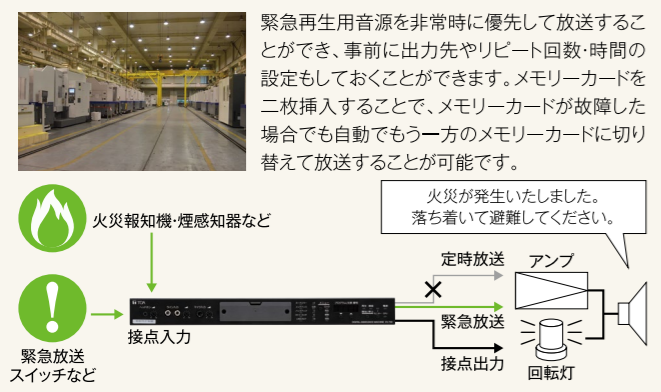 緊急再生用音源を非常時に優先して放送するこ
とができ、事前に出力先やリピート回数・時間の
設定もしておくことができます。メモリーカードを
二枚挿入することで、メモリーカードが故障した
場合でも自動でもう一方のメモリーカードに切り
替えて放送することが可能です。
火災が発生いたしました。
落ち着いて避難してください。
火災報知機・煙感知器など
定時放送
アンプ
TOA
緊急放送
接点入力
緊急放送
スイッチなど
接点出力
回転灯